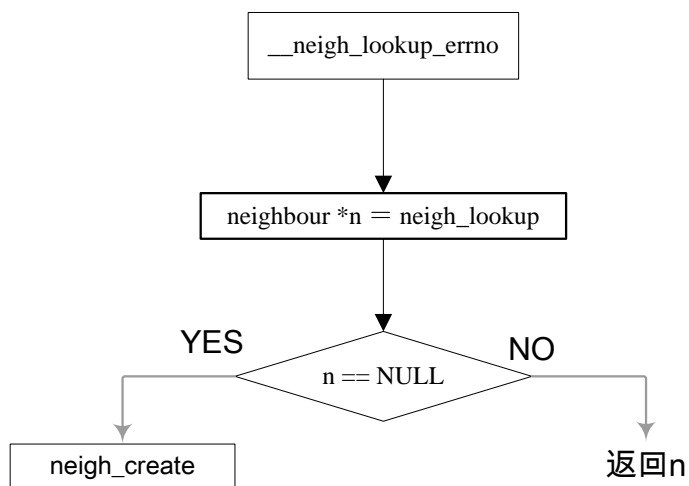 __neigh_lookup_errno
neighbour *n ＝ neigh_lookup
YES
NO
n == NULL
neigh_create
返回n